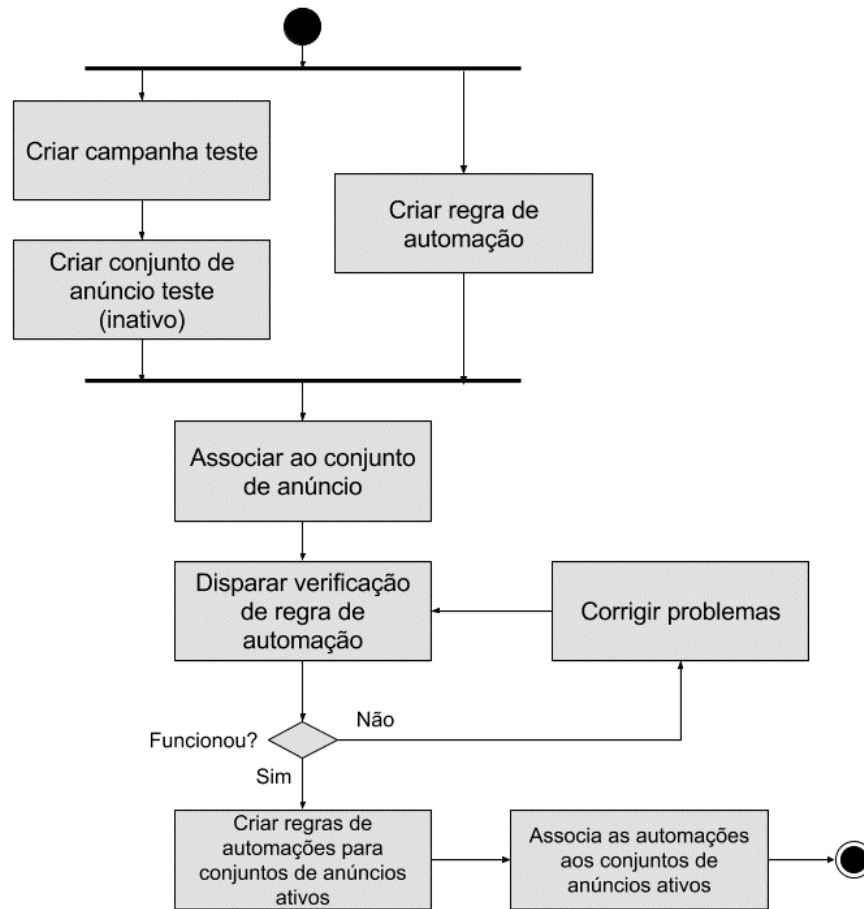 Criar campanha teste
Criar regra de
automação
Criar conjunto de
anúncio teste
(inativo)
Associar ao conjunto
de anúncio
Disparar verificação
de regra de
automação
Corrigir problemas
Não
Funcionou?
Sim
Criar regras de
automações para
conjuntos de anúncios
ativos
Associa as automações
aos conjuntos de
anúncios ativos